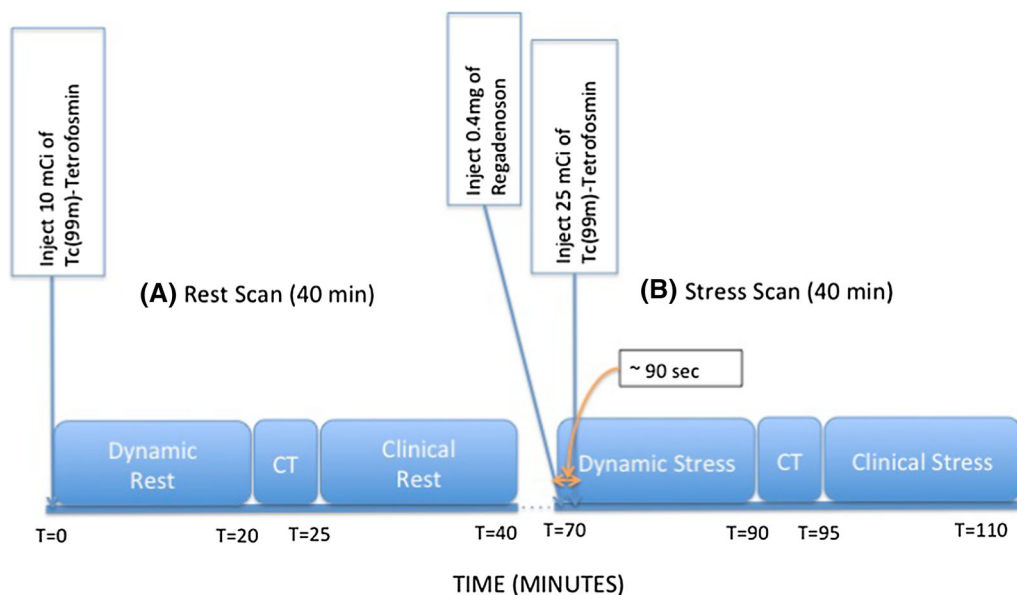 Inject 10 mCi of
Tc(99m)-Tetrofosmin
Inject 0.4mg of
Regadenoson
Inject 25 mCi of
Tc(99m)-Tetrofosmin
(A) Rest Scan (40 min)
(B) Stress Scan (40 min)
~ 90 sec
Dynamic
Rest
CT
Clinical
Rest
Dynamic Stress
CT
Clinical Stress
T=0
T=20
T=25
T=40
T=70
T=90
T=95
T=110
TIME (MINUTES)